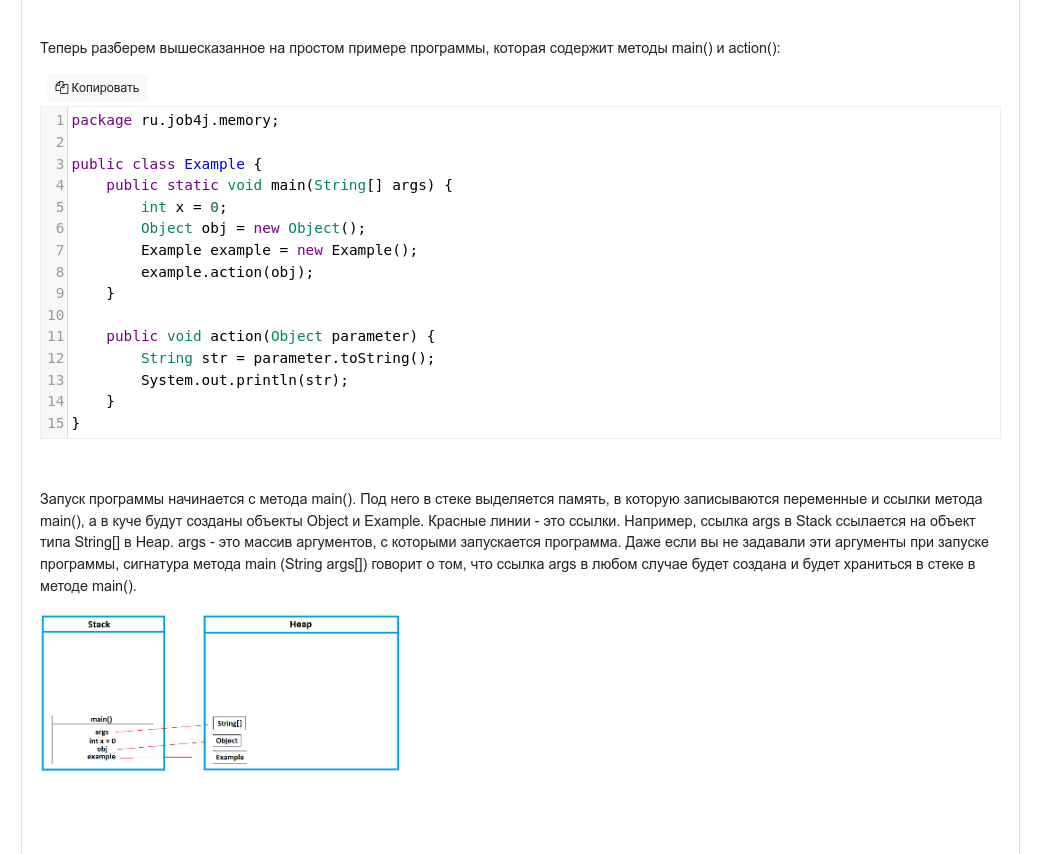 Теперь разберем вышесказанное на простом примере программы, которая содержит методы main() и action():
Копировать
1 package ru.job4j.memory;
2
3 public class Example {
4     public static void main(String[] args) {
5         int x = 0;
6         Object obj = new Object();
7         Example example = new Example();
8         example.action(obj);
9     }
10
11     public void action(Object parameter) {
12         String str = parameter.toString();
13         System.out.println(str);
14     }
15 }
Запуск программы начинается с метода main(). Под него в стеке выделяется память, в которую записываются переменные и ссылки метода
main(), а в куче будут созданы объекты Object и Example. Красные линии - это ссылки. Например, ссылка args в Stack ссылается на объект
типа String[] в Heap. args - это массив аргументов, с которыми запускается программа. Даже если вы не задавали эти аргументы при запуске
программы, сигнатура метода main (String args[]) говорит о том, что ссылка args в любом случае будет создана и будет храниться в стеке в
методе main().
Stack
main()
args
int x = 0
obj
example
Heap
String[]
Object
Example